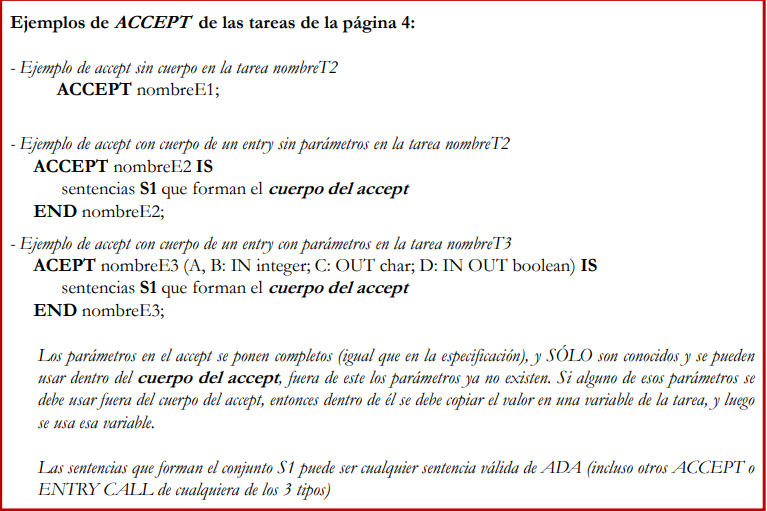 Ejemplos de ACCEPT de las tareas de la página 4:
- Ejemplo de accept sin cuerpo en la tarea nombreT2
ACCEPT nombreE1;
- Ejemplo de accept con cuerpo de un entry sin parámetros en la tarea nombreT2
ACCEPT nombreE2 IS
sentencias S1 que forman el cuerpo del accept
END nombreE2;
- Ejemplo de accept con cuerpo de un entry con parámetros en la tarea nombreT3
ACEPT nombreE3 (A, B: IN integer; C: OUT char; D: IN OUT boolean) IS
sentencias S1 que forman el cuerpo del accept
END nombreE3;
Los parámetros en el accept se ponen completos (igual que en la especificación), y SÓLO son conocidos y se pueden
usar dentro del cuerpo del accept, fuera de este los parámetros ya no existen. Si alguno de esos parámetros se
debe usar fuera del cuerpo del accept, entonces dentro de él se debe copiar el valor en una variable de la tarea, y luego
se usa esa variable.
Las sentencias que forman el conjunto S1 puede ser cualquier sentencia válida de ADA (incluso otros ACCEPT o
ENTRY CALL de cualquiera de los 3 tipos)